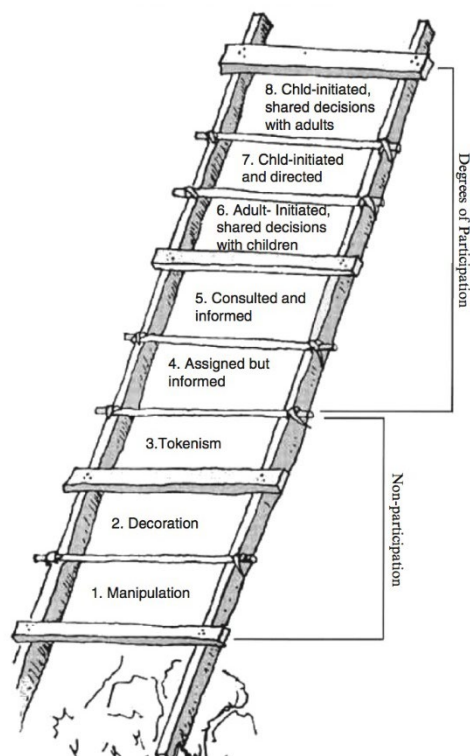 8. Chld-initiated,
shared decisions
with adults
7. Chld-initiated
and directed
6. Adult- Initiated,
shared decisions
with children
5. Consulted and
informed
4. Assigned but
informed
3.Tokenism
2. Decoration
1. Manipulation
Degrees of Participation
Non-participation